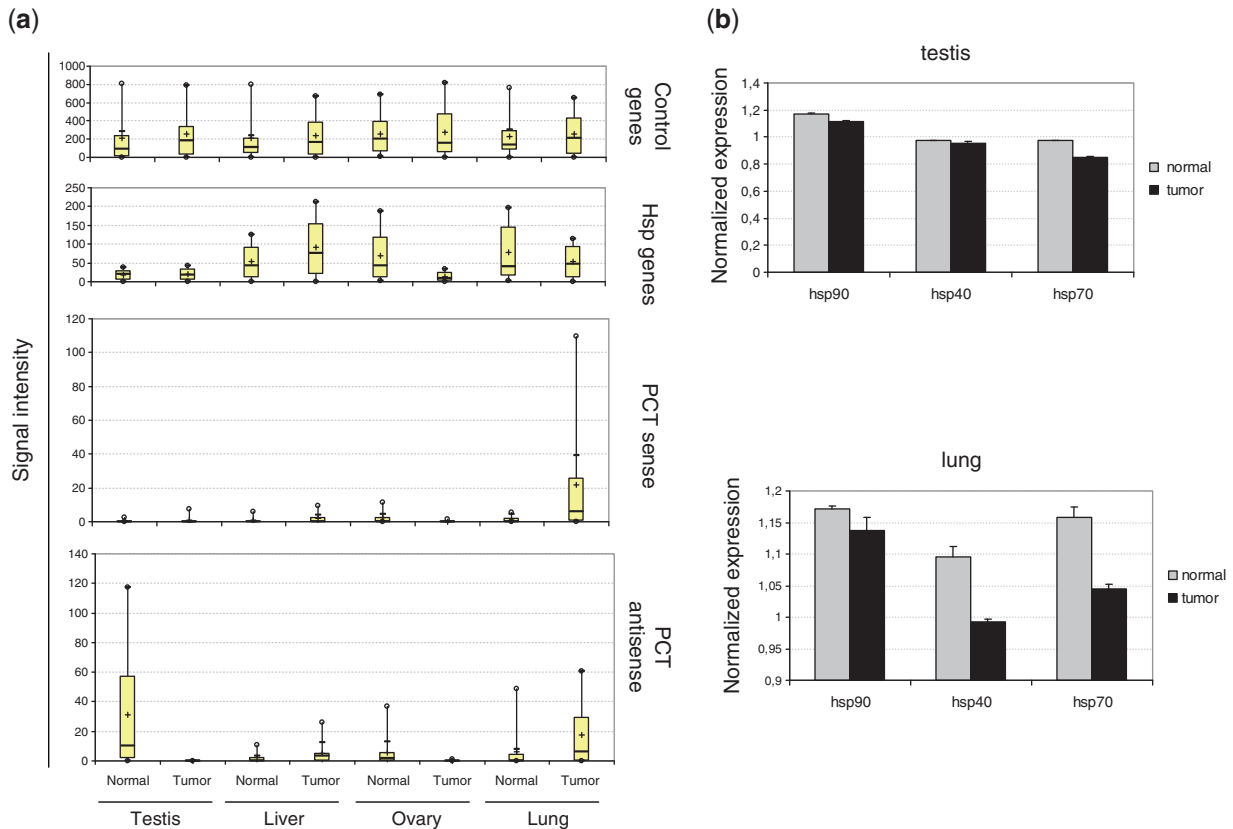 (a)
Signal intensity
1000
800
600
400
200
0
Control
genes
250
200
150
100
50
0
Hsp genes
120
100
80
60
40
20
0
PCT sense
140
120
100
80
60
40
20
0
PCT
antisense
Normal Tumor Normal Tumor Normal Tumor Normal Tumor
Testis Liver Ovary Lung
(b)
testis
Normalized expression
1,4
1,2
1
0,8
0,6
0,4
0,2
0
hsp90 hsp40 hsp70
normal
tumor
lung
Normalized expression
1,2
1,15
1,1
1,05
1
0,95
0,9
hsp90 hsp40 hsp70
normal
tumor